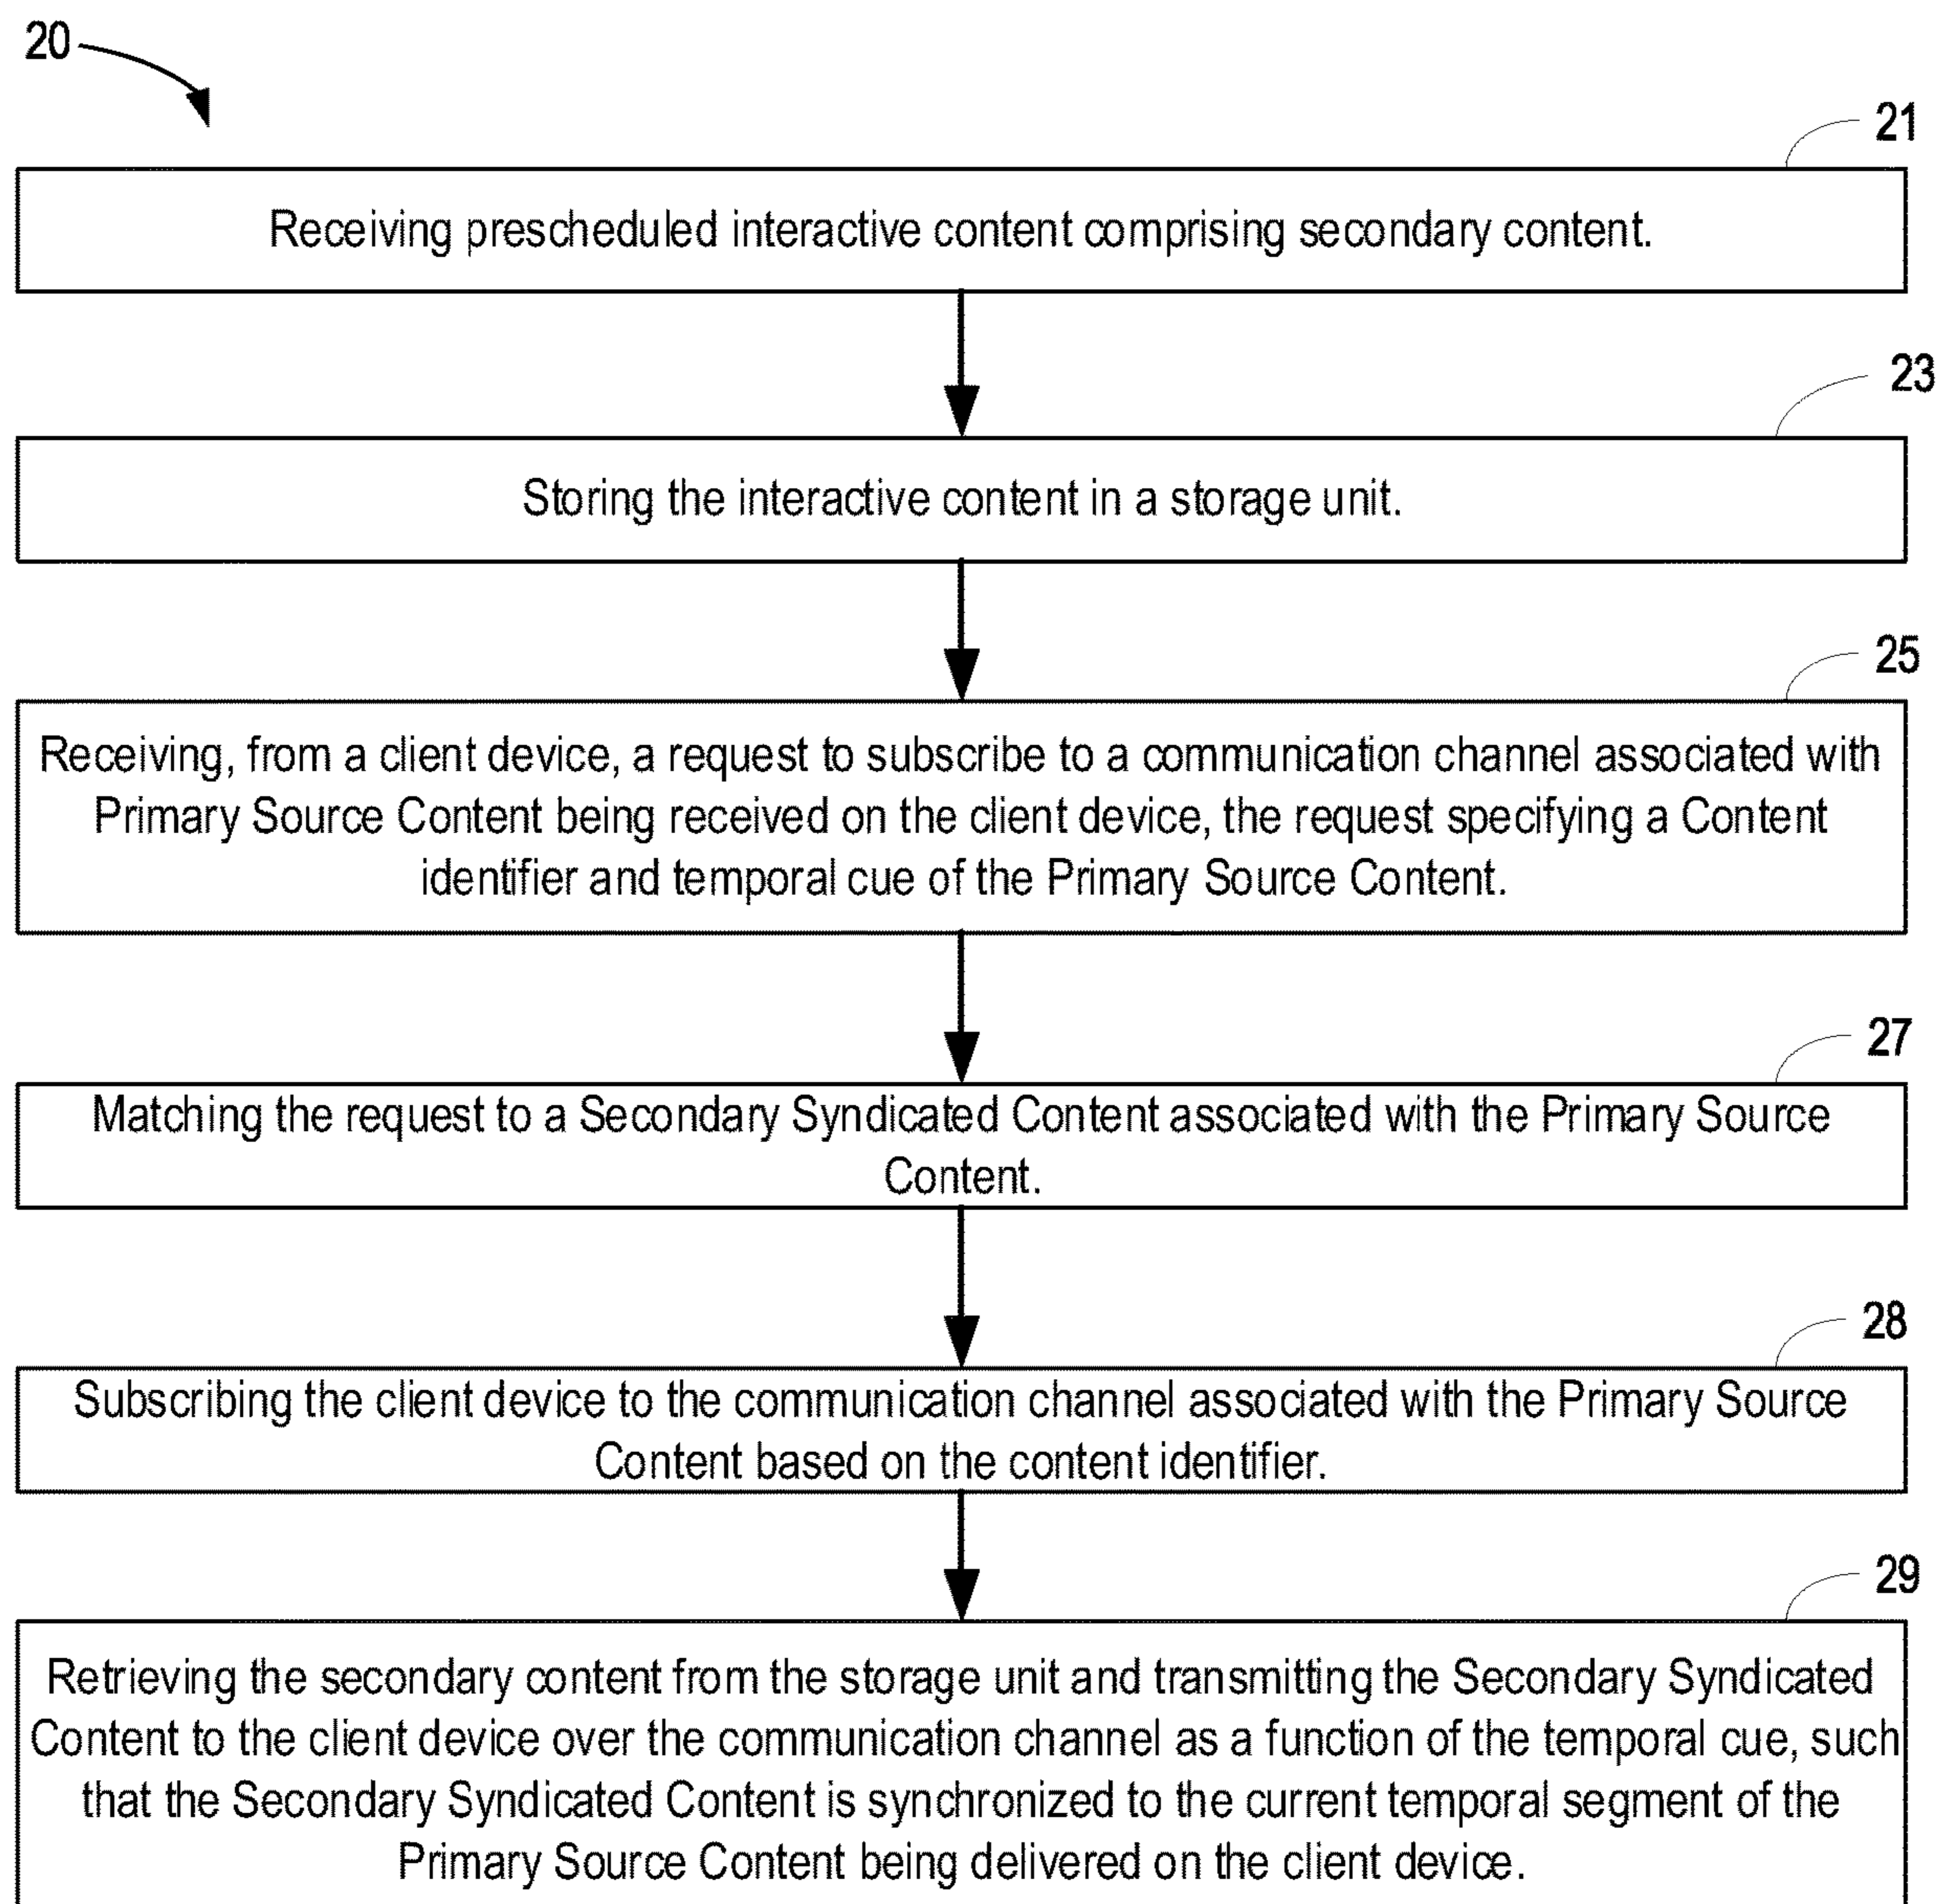 20
21
Receiving prescheduled interactive content comprising secondary content.
23
Storing the interactive content in a storage unit.
25
Receiving, from a client device, a request to subscribe to a communication channel associated with
Primary Source Content being received on the client device, the request specifying a Content
identifier and temporal cue of the Primary Source Content.
27
Matching the request to a Secondary Syndicated Content associated with the Primary Source
Content.
28
Subscribing the client device to the communication channel associated with the Primary Source
Content based on the content identifier.
29
Retrieving the secondary content from the storage unit and transmitting the Secondary Syndicated
Content to the client device over the communication channel as a function of the temporal cue, such
that the Secondary Syndicated Content is synchronized to the current temporal segment of the
Primary Source Content being delivered on the client device.